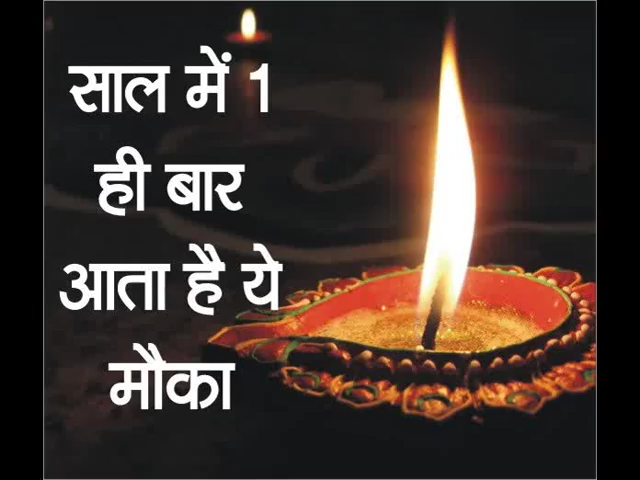 साल में 1
ही बार
आता है ये
मौका